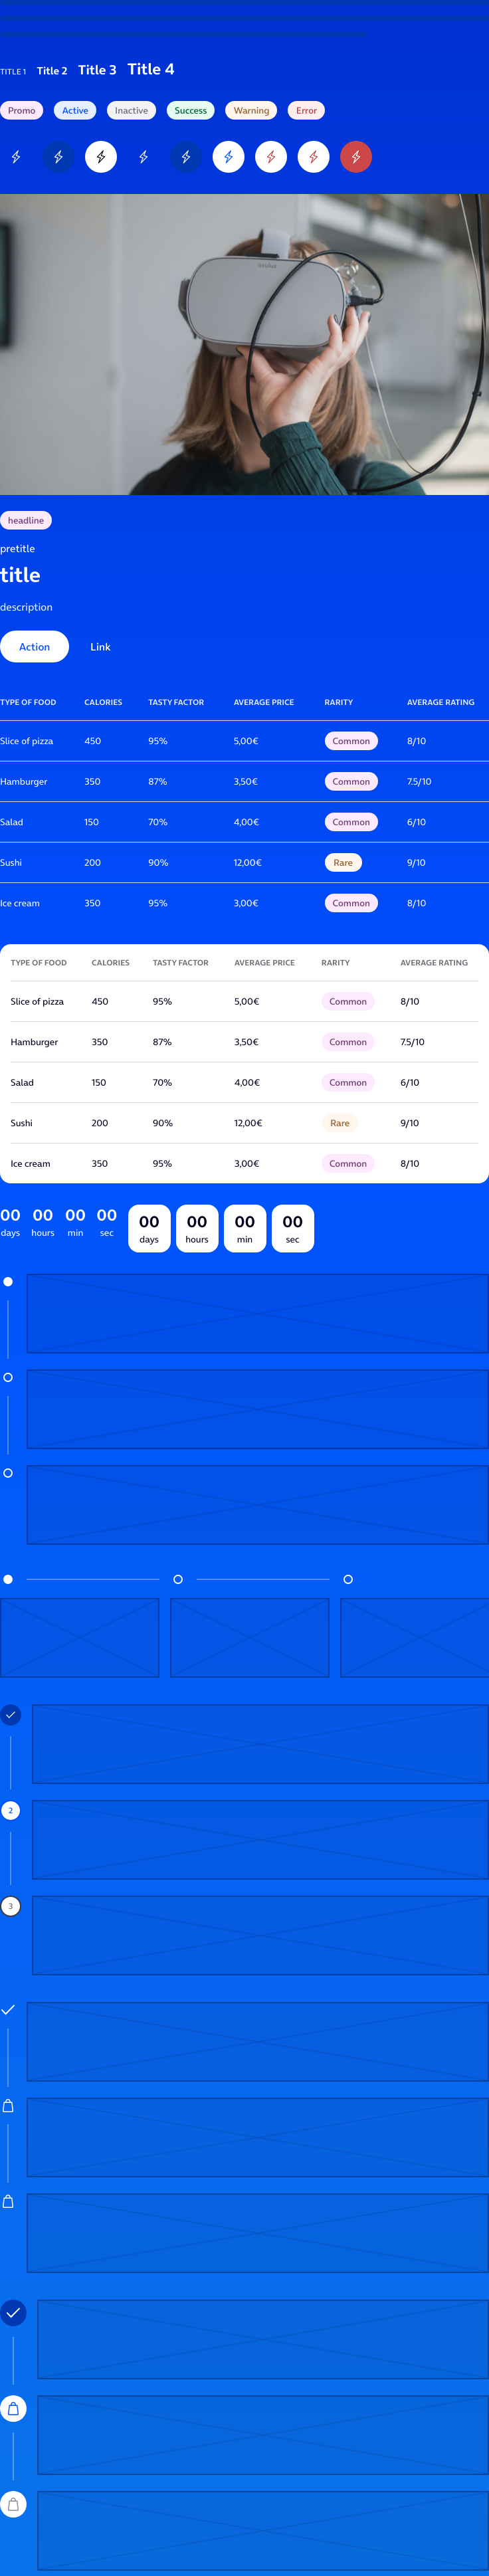 TITLE 1 Title 2 Title 3 Title 4
Promo Active Inactive Success Warning Error
oculus
headline
pretitle
title
description
Action Link
TYPE OF FOOD CALORIES TASTY FACTOR AVERAGE PRICE RARITY AVERAGE RATING
Slice of pizza 450 95% 5,00€ Common 8/10
Hamburger 350 87% 3,50€ Common 7.5/10
Salad 150 70% 4,00€ Common 6/10
Sushi 200 90% 12,00€ Rare 9/10
Ice cream 350 95% 3,00€ Common 8/10
TYPE OF FOOD CALORIES TASTY FACTOR AVERAGE PRICE RARITY AVERAGE RATING
Slice of pizza 450 95% 5,00€ Common 8/10
Hamburger 350 87% 3,50€ Common 7.5/10
Salad 150 70% 4,00€ Common 6/10
Sushi 200 90% 12,00€ Rare 9/10
Ice cream 350 95% 3,00€ Common 8/10
00 00 00 00 00 00 00 00
days hours min sec days hours min sec
2
3